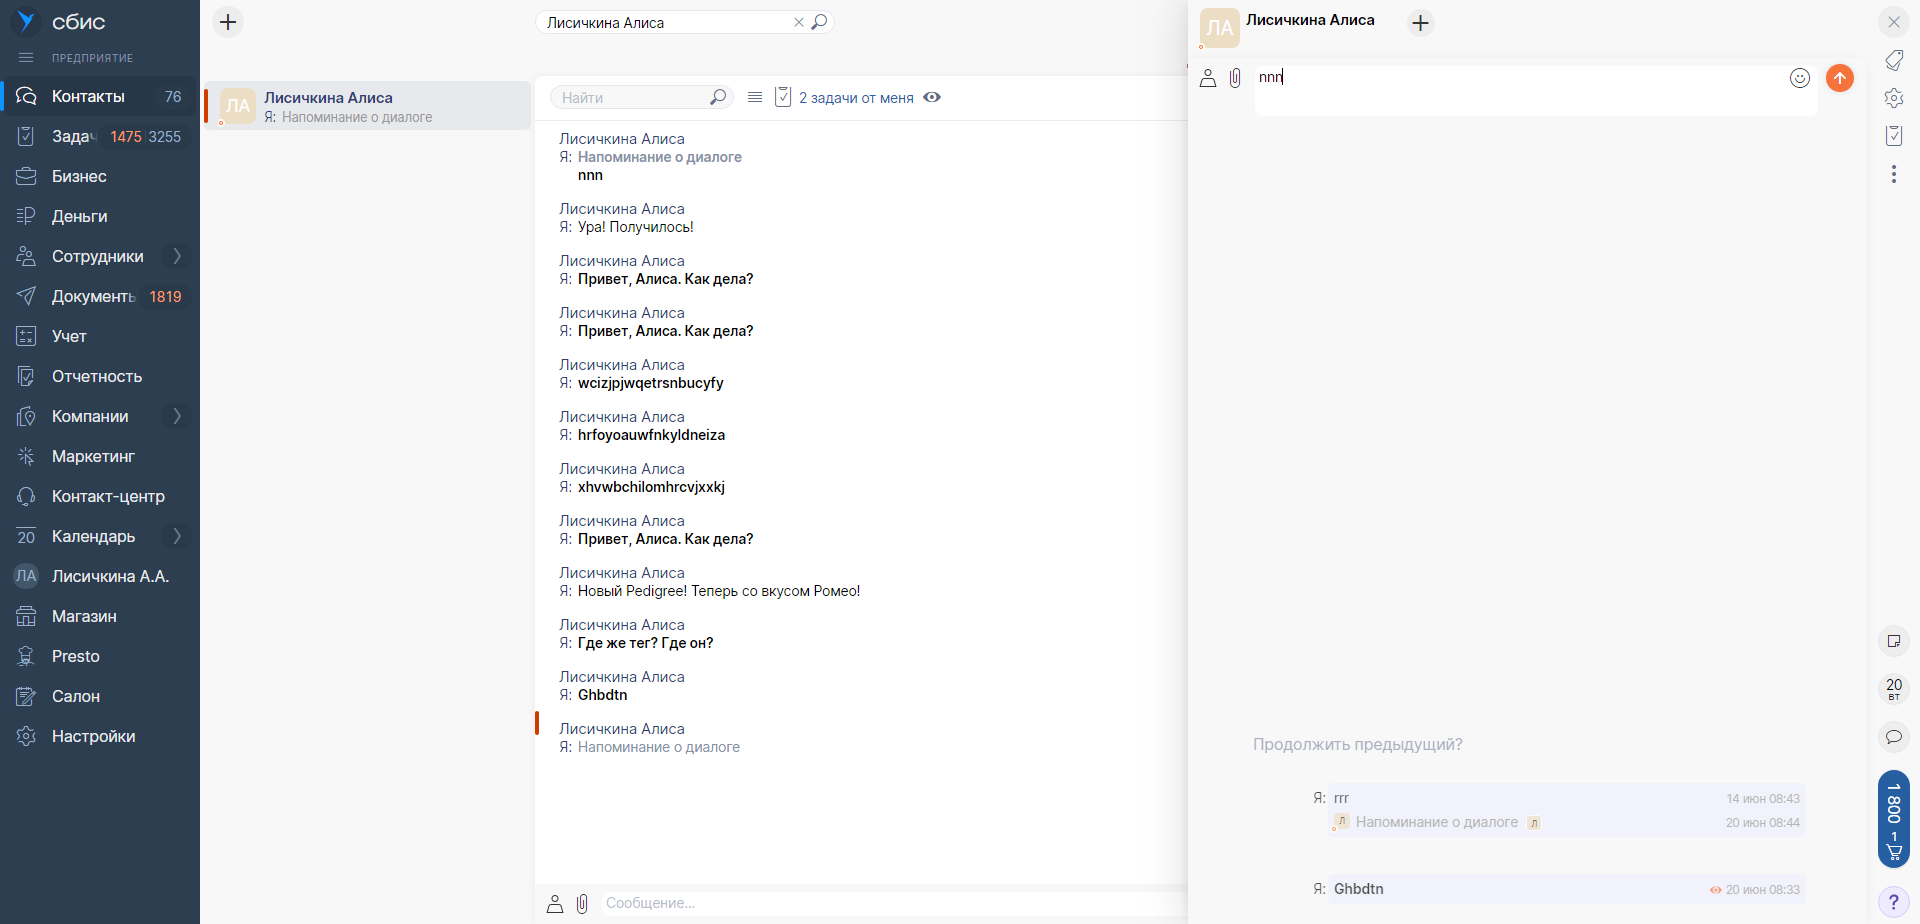 сбис
ПРЕДПРИЯТИЕ
Контакты 76
Задач 1475 3255
Бизнес
Деньги
Сотрудники
Документы 1819
Учет
Отчетность
Компании
Маркетинг
Контакт-центр
20 Календарь
ЛА Лисичкина А.А.
Магазин
Presto
Салон
Настройки
Лисичкина Алиса
ЛА Лисичкина Алиса
Я: Напоминание о диалоге
Найти 2 задачи от меня
Лисичкина Алиса
Я: Напоминание о диалоге
nnn
Лисичкина Алиса
Я: Ура! Получилось!
Лисичкина Алиса
Я: Привет, Алиса. Как дела?
Лисичкина Алиса
Я: Привет, Алиса. Как дела?
Лисичкина Алиса
Я: wcizjpjwqetrsnbucyfy
Лисичкина Алиса
Я: hrfoyoauwfnkyldneiza
Лисичкина Алиса
Я: xhvwbchilomhrcvjxxkj
Лисичкина Алиса
Я: Привет, Алиса. Как дела?
Лисичкина Алиса
Я: Новый Pedigree! Теперь со вкусом Ромео!
Лисичкина Алиса
Я: Где же тег? Где он?
Лисичкина Алиса
Я: Ghbdtn
Лисичкина Алиса
Я: Напоминание о диалоге
Сообщение...
ЛА Лисичкина Алиса
nnn
Продолжить предыдущий?
Я: rrr 14 июн 08:43
Л Напоминание о диалоге Л 20 июн 08:44
Я: Ghbdtn 20 июн 08:33
20
ВТ
1 800
1
?